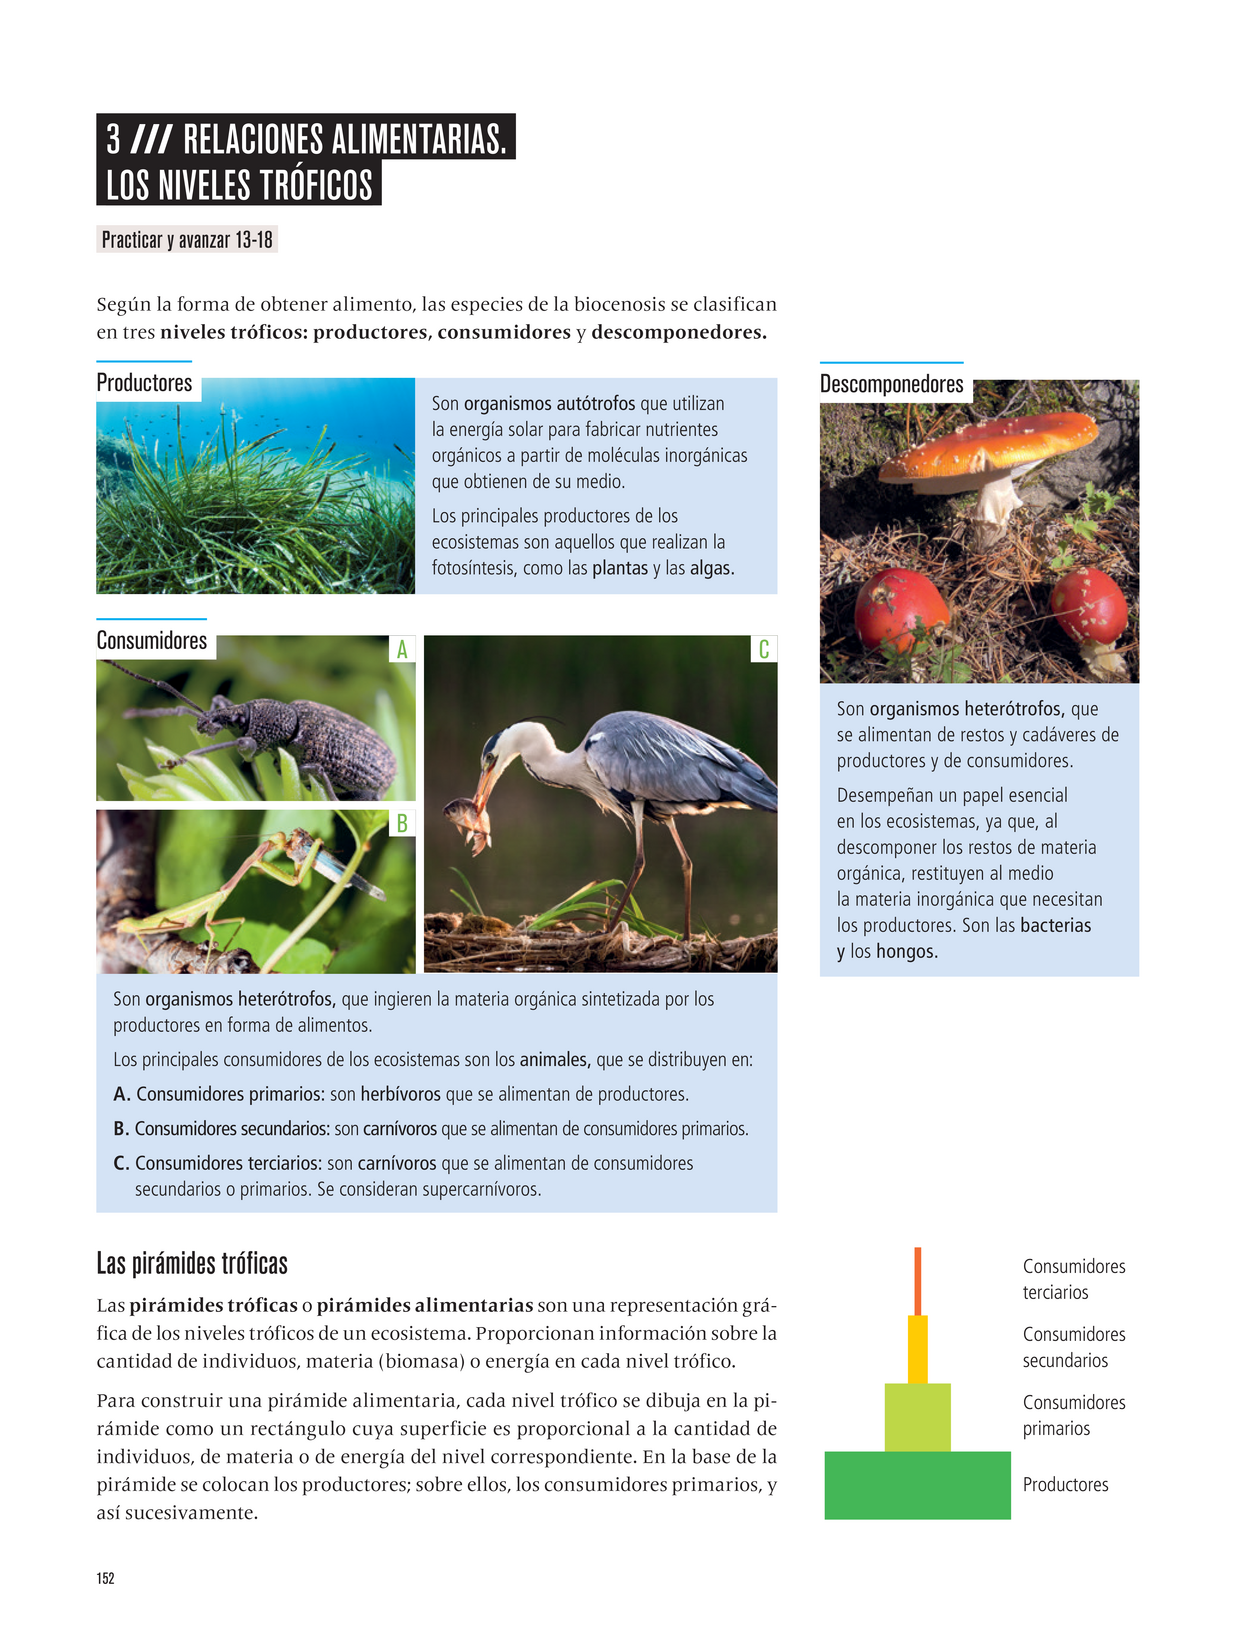 3 /// RELACIONES ALIMENTARIAS.
LOS NIVELES TRÓFICOS
Practicar y avanzar 13-18
Según la forma de obtener alimento, las especies de la biocenosis se clasifican
en tres niveles tróficos: productores, consumidores y descomponedores.
Productores
Son organismos autótrofos que utilizan
la energía solar para fabricar nutrientes
orgánicos a partir de moléculas inorgánicas
que obtienen de su medio.
Los principales productores de los
ecosistemas son aquellos que realizan la
fotosíntesis, como las plantas y las algas.
Consumidores
A
B
C
Son organismos heterótrofos, que ingieren la materia orgánica sintetizada por los
productores en forma de alimentos.
Los principales consumidores de los ecosistemas son los animales, que se distribuyen en:
A. Consumidores primarios: son herbívoros que se alimentan de productores.
B. Consumidores secundarios: son carnívoros que se alimentan de consumidores primarios.
C. Consumidores terciarios: son carnívoros que se alimentan de consumidores
secundarios o primarios. Se consideran supercarnívoros.
Descomponedores
Son organismos heterótrofos, que
se alimentan de restos y cadáveres de
productores y de consumidores.
Desempeñan un papel esencial
en los ecosistemas, ya que, al
descomponer los restos de materia
orgánica, restituyen al medio
la materia inorgánica que necesitan
los productores. Son las bacterias
y los hongos.
Las pirámides tróficas
Las pirámides tróficas o pirámides alimentarias son una representación grá-
fica de los niveles tróficos de un ecosistema. Proporcionan información sobre la
cantidad de individuos, materia (biomasa) o energía en cada nivel trófico.
Para construir una pirámide alimentaria, cada nivel trófico se dibuja en la pi-
rámide como un rectángulo cuya superficie es proporcional a la cantidad de
individuos, de materia o de energía del nivel correspondiente. En la base de la
pirámide se colocan los productores; sobre ellos, los consumidores primarios, y
así sucesivamente.
Consumidores
terciarios
Consumidores
secundarios
Consumidores
primarios
Productores
152